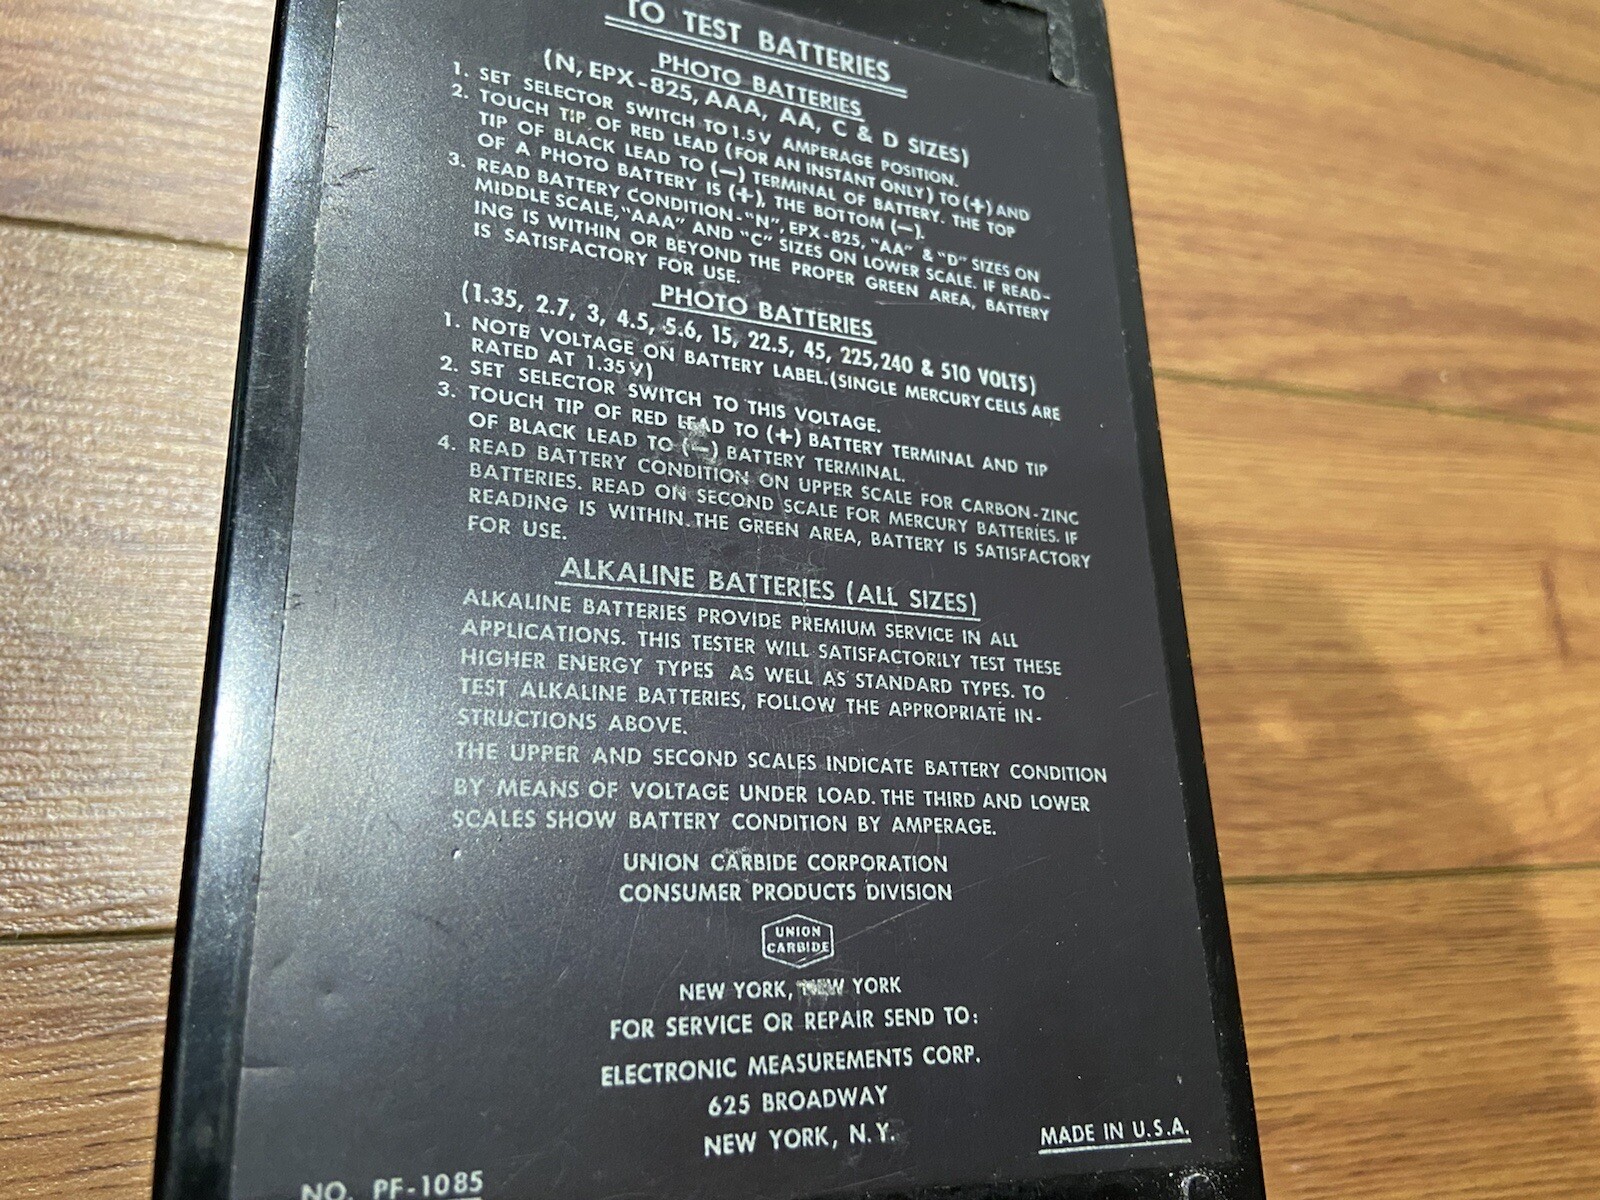 TO TEST BATTERIES
PHOTO BATTERIES
(N, EPX-825, AAA, AA, C & D SIZES)
1. SET SELECTOR SWITCH TO 1.5V AMPERAGE POSITION.
2. TOUCH TIP OF RED LEAD (FOR AN INSTANT ONLY) TO (+) AND
TIP OF BLACK LEAD TO (—) TERMINAL OF BATTERY. THE TOP
OF A PHOTO BATTERY IS (+), THE BOTTOM (—).
3. READ BATTERY CONDITION-"N", EPX-825, "AA" & "D" SIZES ON
MIDDLE SCALE, "AAA" AND "C" SIZES ON LOWER SCALE. IF READ-
ING IS WITHIN OR BEYOND THE PROPER GREEN AREA, BATTERY
IS SATISFACTORY FOR USE.
PHOTO BATTERIES
(1.35, 2.7, 3, 4.5, 5.6, 15, 22.5, 45, 225, 240 & 510 VOLTS)
1. NOTE VOLTAGE ON BATTERY LABEL. (SINGLE MERCURY CELLS ARE
RATED AT 1.35V)
2. SET SELECTOR SWITCH TO THIS VOLTAGE.
3. TOUCH TIP OF RED LEAD TO (+) BATTERY TERMINAL AND TIP
OF BLACK LEAD TO (—) BATTERY TERMINAL.
4. READ BATTERY CONDITION ON UPPER SCALE FOR CARBON-ZINC
BATTERIES. READ ON SECOND SCALE FOR MERCURY BATTERIES. IF
READING IS WITHIN THE GREEN AREA, BATTERY IS SATISFACTORY
FOR USE.
ALKALINE BATTERIES (ALL SIZES)
ALKALINE BATTERIES PROVIDE PREMIUM SERVICE IN ALL
APPLICATIONS. THIS TESTER WILL SATISFACTORILY TEST THESE
HIGHER ENERGY TYPES AS WELL AS STANDARD TYPES. TO
TEST ALKALINE BATTERIES, FOLLOW THE APPROPRIATE IN-
STRUCTIONS ABOVE.
THE UPPER AND SECOND SCALES INDICATE BATTERY CONDITION
BY MEANS OF VOLTAGE UNDER LOAD. THE THIRD AND LOWER
SCALES SHOW BATTERY CONDITION BY AMPERAGE.
UNION CARBIDE CORPORATION
CONSUMER PRODUCTS DIVISION
UNION
CARBIDE
NEW YORK, NEW YORK
FOR SERVICE OR REPAIR SEND TO:
ELECTRONIC MEASUREMENTS CORP.
625 BROADWAY
NEW YORK, N.Y.
MADE IN U.S.A.
NO. PF-1085